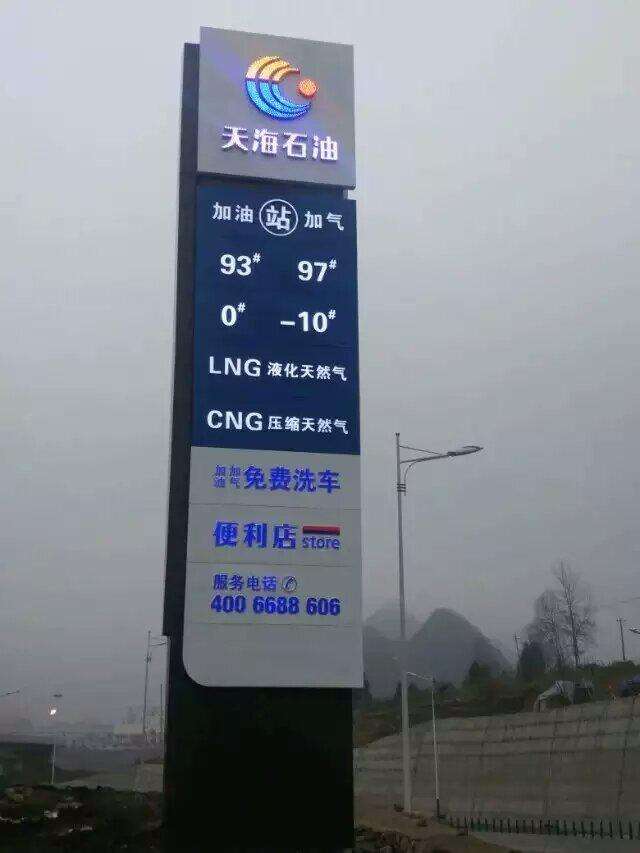 天海石油
加油站加气
93# 97#
0# -10#
LNG 液化天然气
CNG 压缩天然气
加油 加气 免费洗车
便利店 store
服务电话
400 6688 606